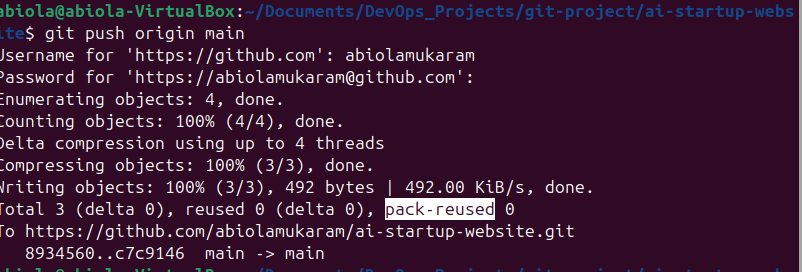 abiola@abiola-VirtualBox:~/Documents/DevOps_Projects/git-project/ai-startup-webs
ite$ git push origin main
Username for 'https://github.com': abiolamukaram
Password for 'https://abiolamukaram@github.com':
Enumerating objects: 4, done.
Counting objects: 100% (4/4), done.
Delta compression using up to 4 threads
Compressing objects: 100% (3/3), done.
Writing objects: 100% (3/3), 492 bytes | 492.00 KiB/s, done.
Total 3 (delta 0), reused 0 (delta 0), pack-reused 0
To https://github.com/abiolamukaram/ai-startup-website.git
   8934560..c7c9146  main -> main